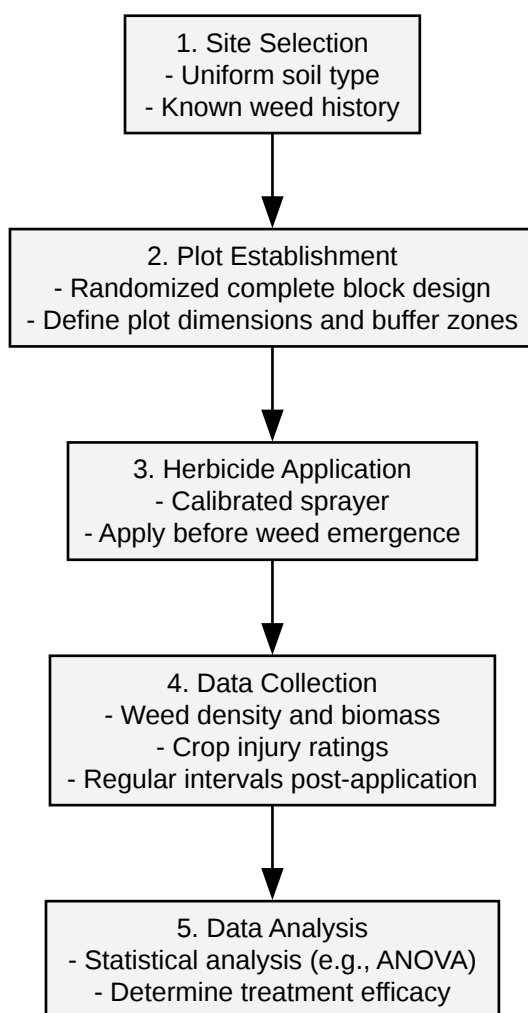 1. Site Selection
- Uniform soil type
- Known weed history
2. Plot Establishment
- Randomized complete block design
- Define plot dimensions and buffer zones
3. Herbicide Application
- Calibrated sprayer
- Apply before weed emergence
4. Data Collection
- Weed density and biomass
- Crop injury ratings
- Regular intervals post-application
5. Data Analysis
- Statistical analysis (e.g., ANOVA)
- Determine treatment efficacy